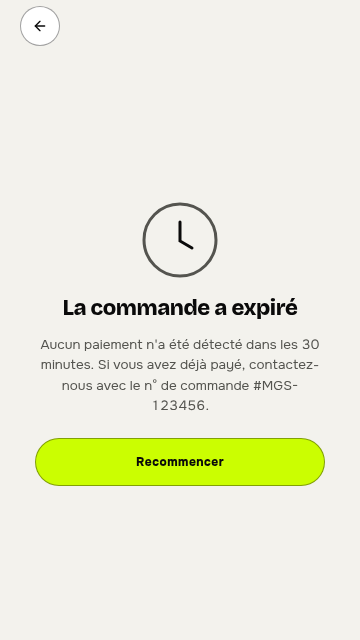 La commande a expiré
Aucun paiement n'a été détecté dans les 30
minutes. Si vous avez déjà payé, contactez-
nous avec le n° de commande #MGS-
123456.
Recommencer